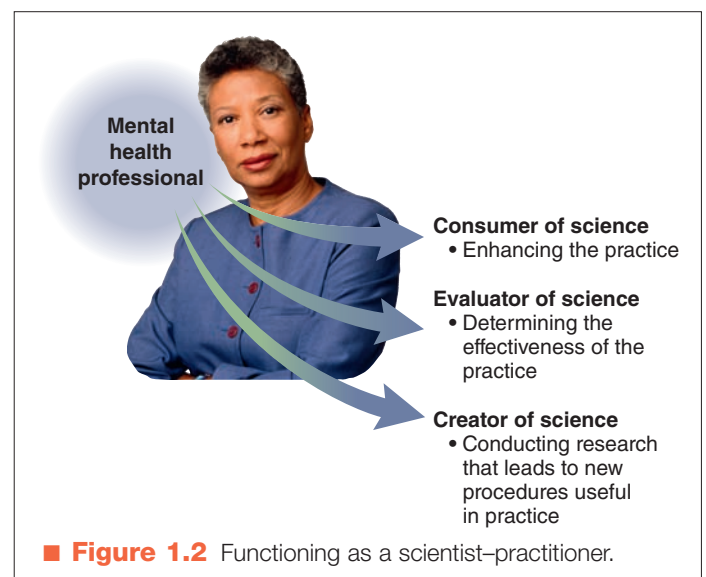 Mental
health
professional
Consumer of science
• Enhancing the practice
Evaluator of science
• Determining the
effectiveness of the
practice
Creator of science
• Conducting research
that leads to new
procedures useful
in practice
■ Figure 1.2 Functioning as a scientist–practitioner.